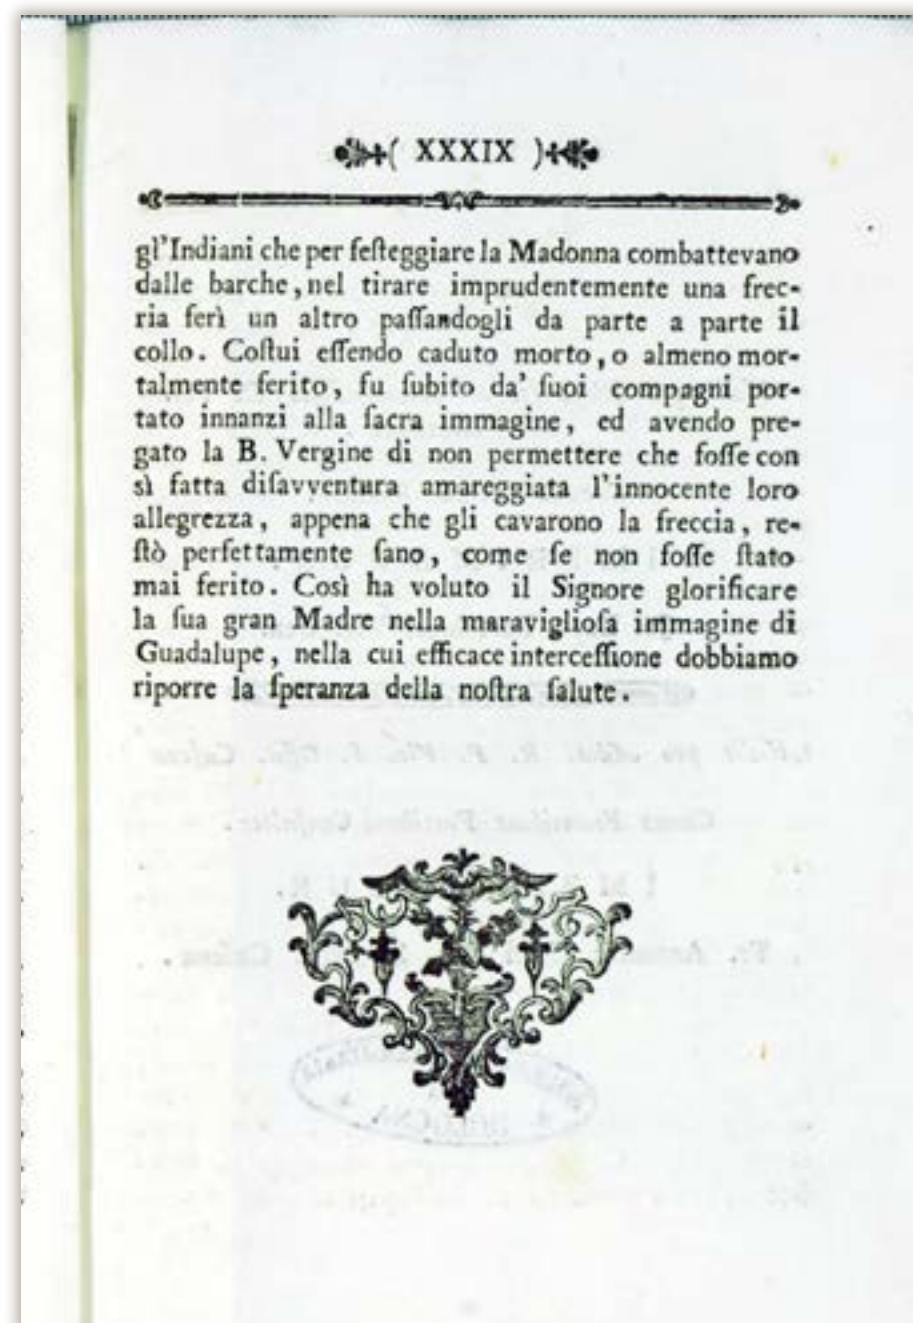 ( XXXIX )
gl'Indiani che per feſteggiare la Madonna combattevano
dalle barche, nel tirare imprudentemente una frec-
ria ferì un altro paſſandogli da parte a parte il
collo. Coſtui eſſendo caduto morto, o almeno mor-
talmente ferito, fu ſubito da' ſuoi compagni por-
tato innanzi alla ſacra immagine, ed avendo pre-
gato la B. Vergine di non permettere che foſſe con
sì fatta diſavventura amareggiata l'innocente loro
allegrezza, appena che gli cavarono la freccia, re-
ſtò perfettamente ſano, come ſe non foſſe ſtato
mai ferito. Così ha voluto il Signore glorificare
la ſua gran Madre nella maraviglioſa immagine di
Guadalupe, nella cui efficace interceſſione dobbiamo
riporre la ſperanza della noſtra ſalute.